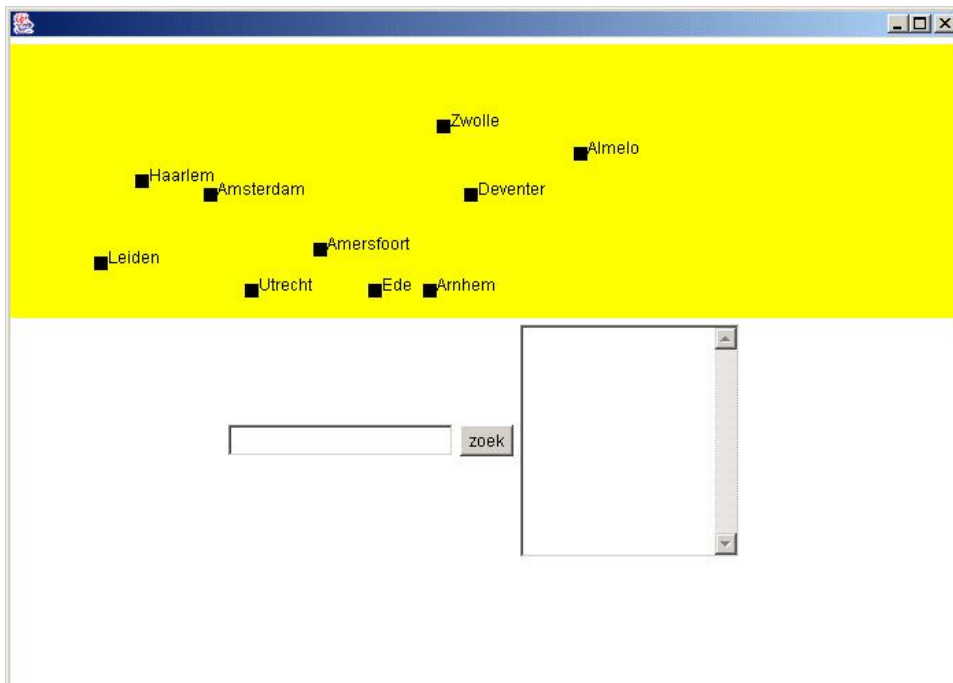 Zwolle
Almelo
Haarlem
Amsterdam
Deventer
Amersfoort
Leiden
Utrecht
Ede
Arnhem
zoek